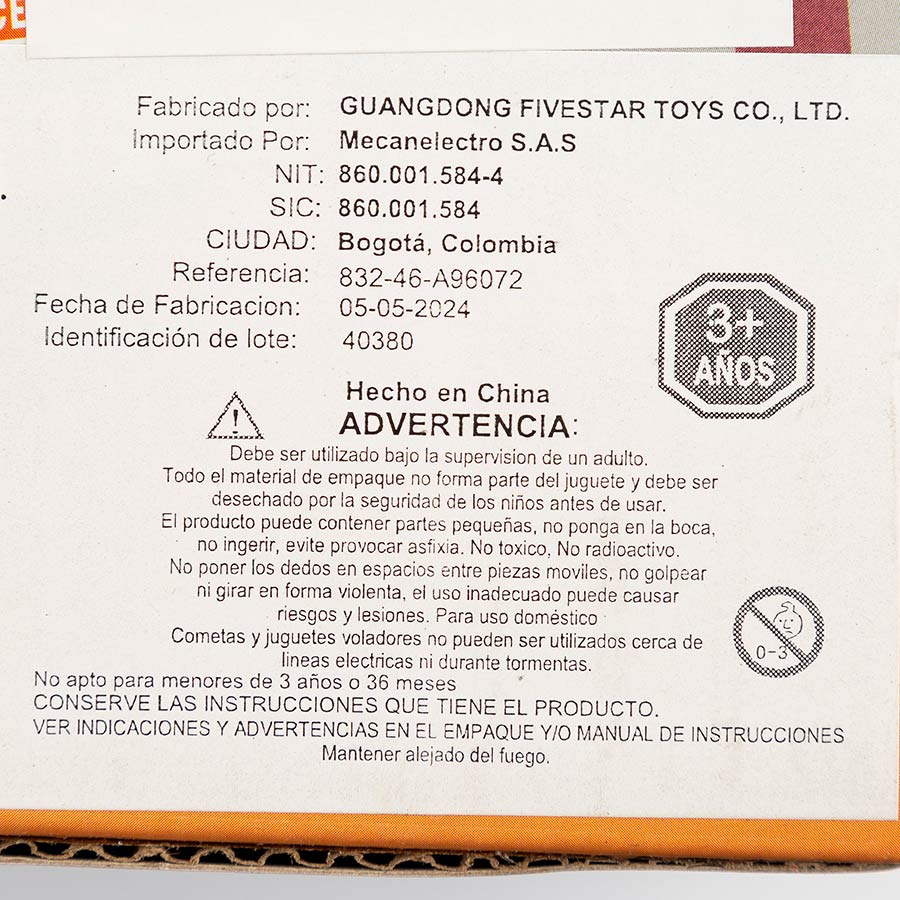 CE
Fabricado por: GUANGDONG FIVESTAR TOYS CO., LTD.
Importado Por: Mecanelectro S.A.S
NIT: 860.001.584-4
SIC: 860.001.584
CIUDAD: Bogotá, Colombia
Referencia: 832-46-A96072
Fecha de Fabricacion: 05-05-2024
Identificación de lote: 40380
3+
AÑOS
Hecho en China
ADVERTENCIA:
Debe ser utilizado bajo la supervision de un adulto.
Todo el material de empaque no forma parte del juguete y debe ser
desechado por la seguridad de los niños antes de usar.
El producto puede contener partes pequeñas, no ponga en la boca,
no ingerir, evite provocar asfixia. No toxico, No radioactivo.
No poner los dedos en espacios entre piezas moviles, no golpear
ni girar en forma violenta, el uso inadecuado puede causar
riesgos y lesiones. Para uso doméstico
Cometas y juguetes voladores no pueden ser utilizados cerca de
lineas electricas ni durante tormentas.
0-3
No apto para menores de 3 años o 36 meses
CONSERVE LAS INSTRUCCIONES QUE TIENE EL PRODUCTO.
VER INDICACIONES Y ADVERTENCIAS EN EL EMPAQUE Y/O MANUAL DE INSTRUCCIONES
Mantener alejado del fuego.